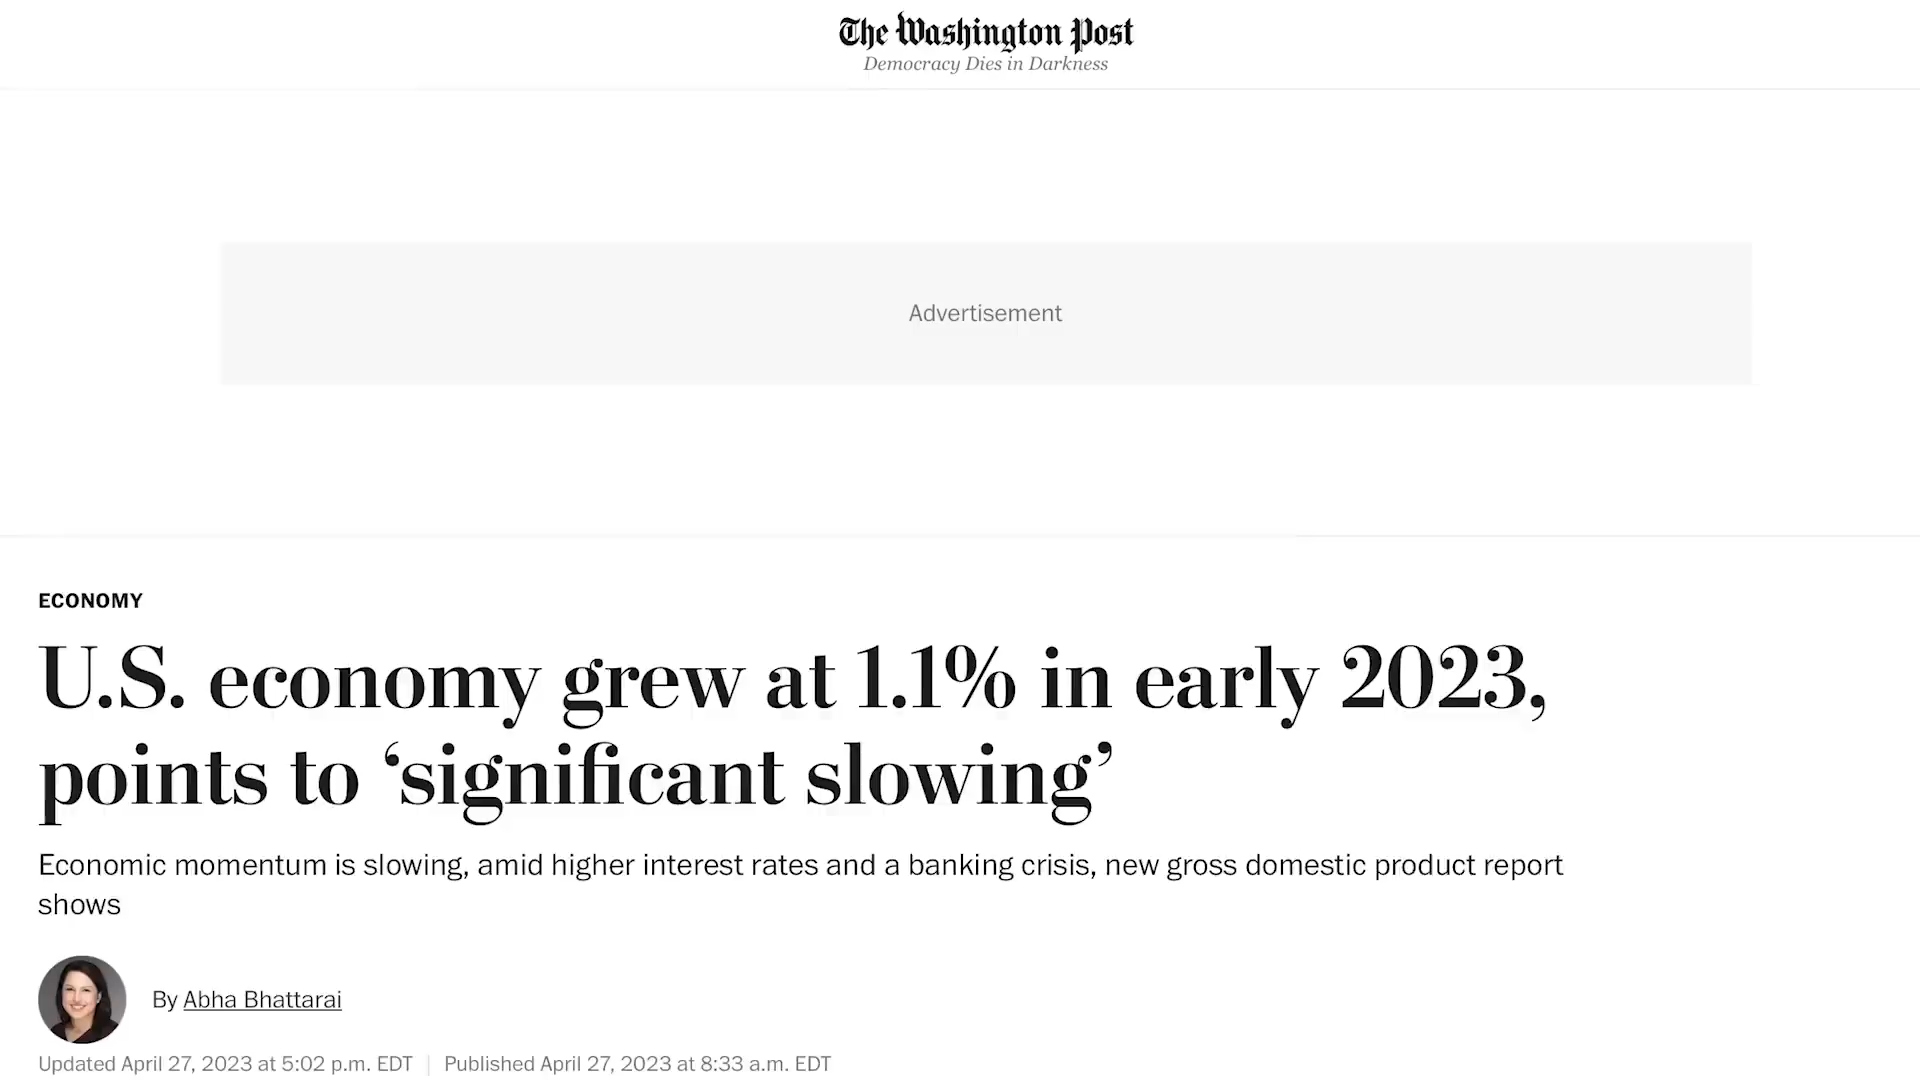 The Washington Post
Democracy Dies in Darkness
Advertisement
ECONOMY
U.S. economy grew at 1.1% in early 2023,
points to ‘significant slowing’
Economic momentum is slowing, amid higher interest rates and a banking crisis, new gross domestic product report
shows
By Abha Bhattarai
Updated April 27, 2023 at 5:02 p.m. EDT | Published April 27, 2023 at 8:33 a.m. EDT